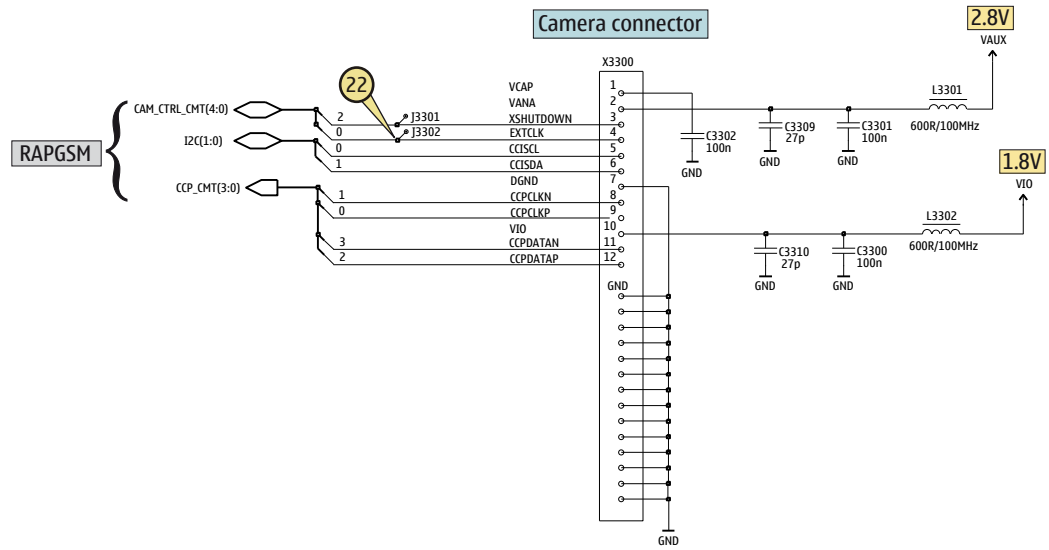 Camera connector
2.8V
VAUX
X3300
L3301
600R/100MHz
22
VCAP 1
VANA 2
CAM_CTRL_CMT(4:0) 2 J3301 XSHUTDOWN 3
0 J3302 EXTCLK 4
I2C(1:0) 0 CCISCL 5
1 CCISDA 6
RAPGSM
DGND 7
CCP_CMT(3:0) 1 CCPCLKN 8
0 CCPCLKP 9
VIO 10
3 CCPDATAN 11
2 CCPDATAP 12
GND
C3302
100n
GND
C3309
27p
GND
C3301
100n
GND
1.8V
VIO
L3302
600R/100MHz
C3310
27p
GND
C3300
100n
GND
GND